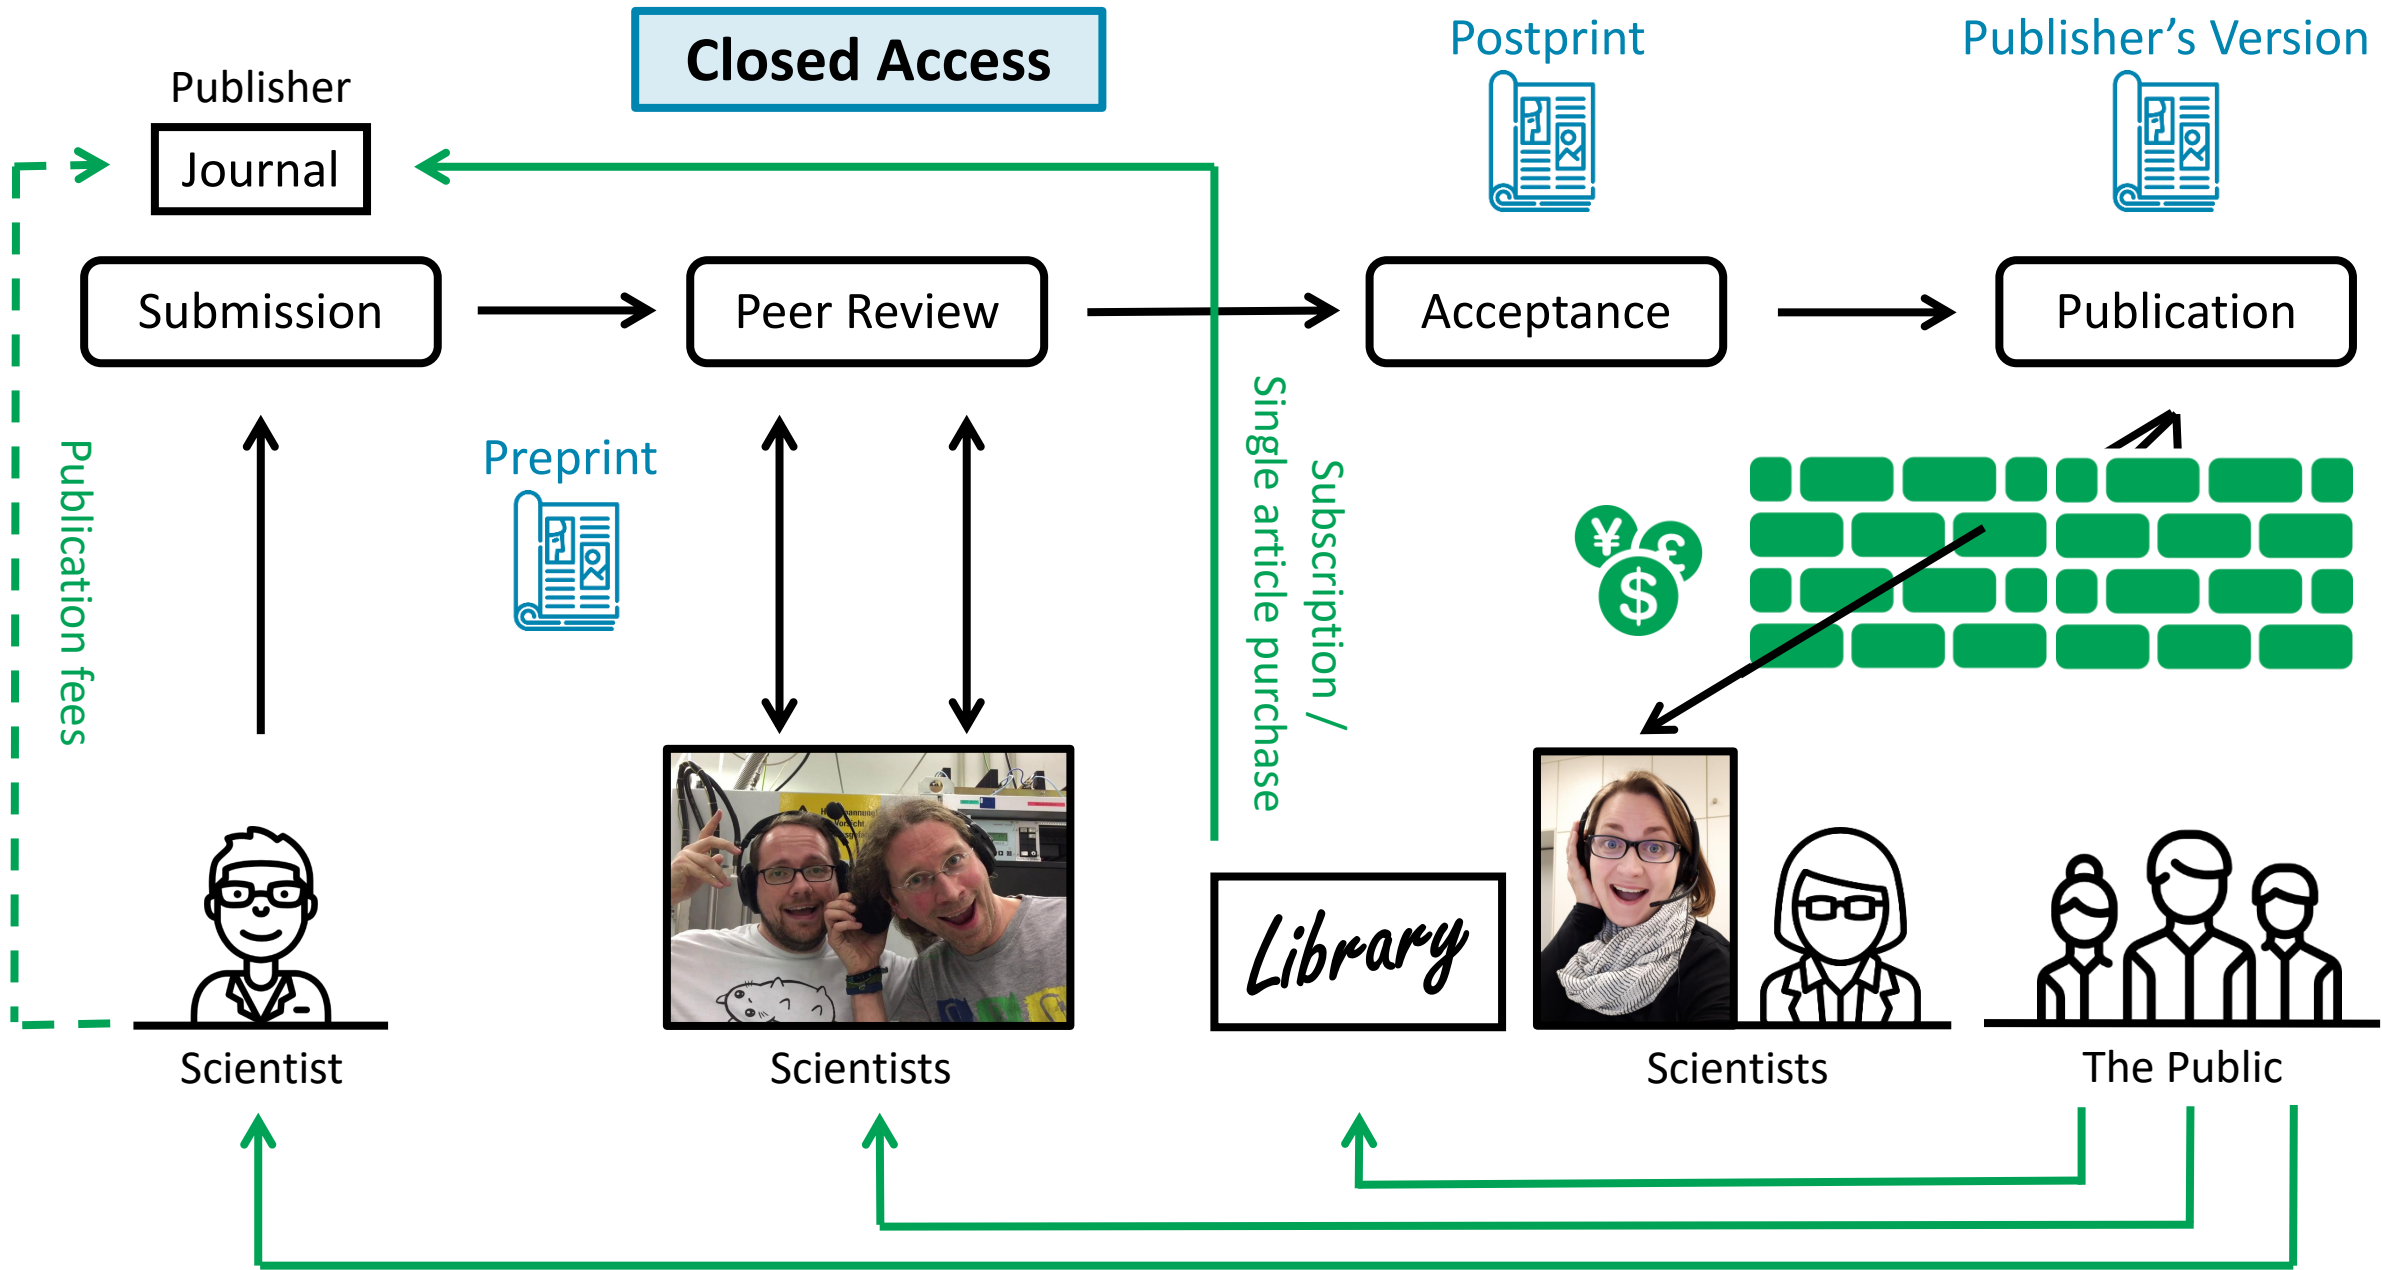 Closed Access
Publisher
Journal
Postprint
Publisher's Version
Submission
Peer Review
Acceptance
Publication
Publication fees
Preprint
Subscription /
Single article purchase
¥
£
$
Vorsicht
Library
Scientist
Scientists
Scientists
The Public